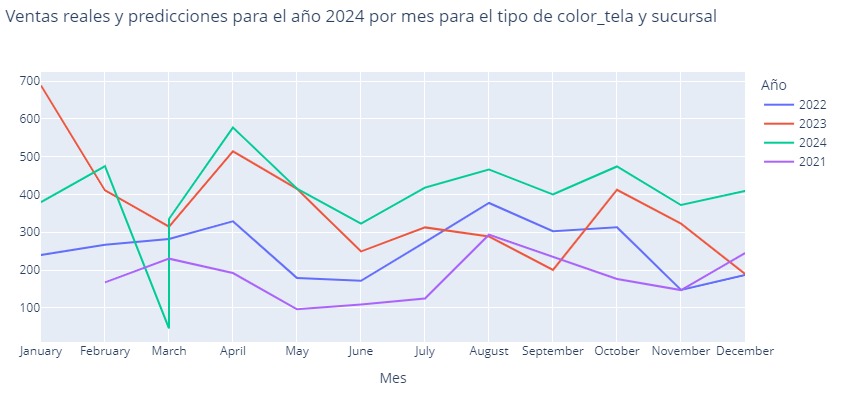 Ventas reales y predicciones para el año 2024 por mes para el tipo de color_tela y sucursal
Año
2022
2023
2024
2021
700
600
500
400
300
200
100
January February March April May June July August September October November December
Mes